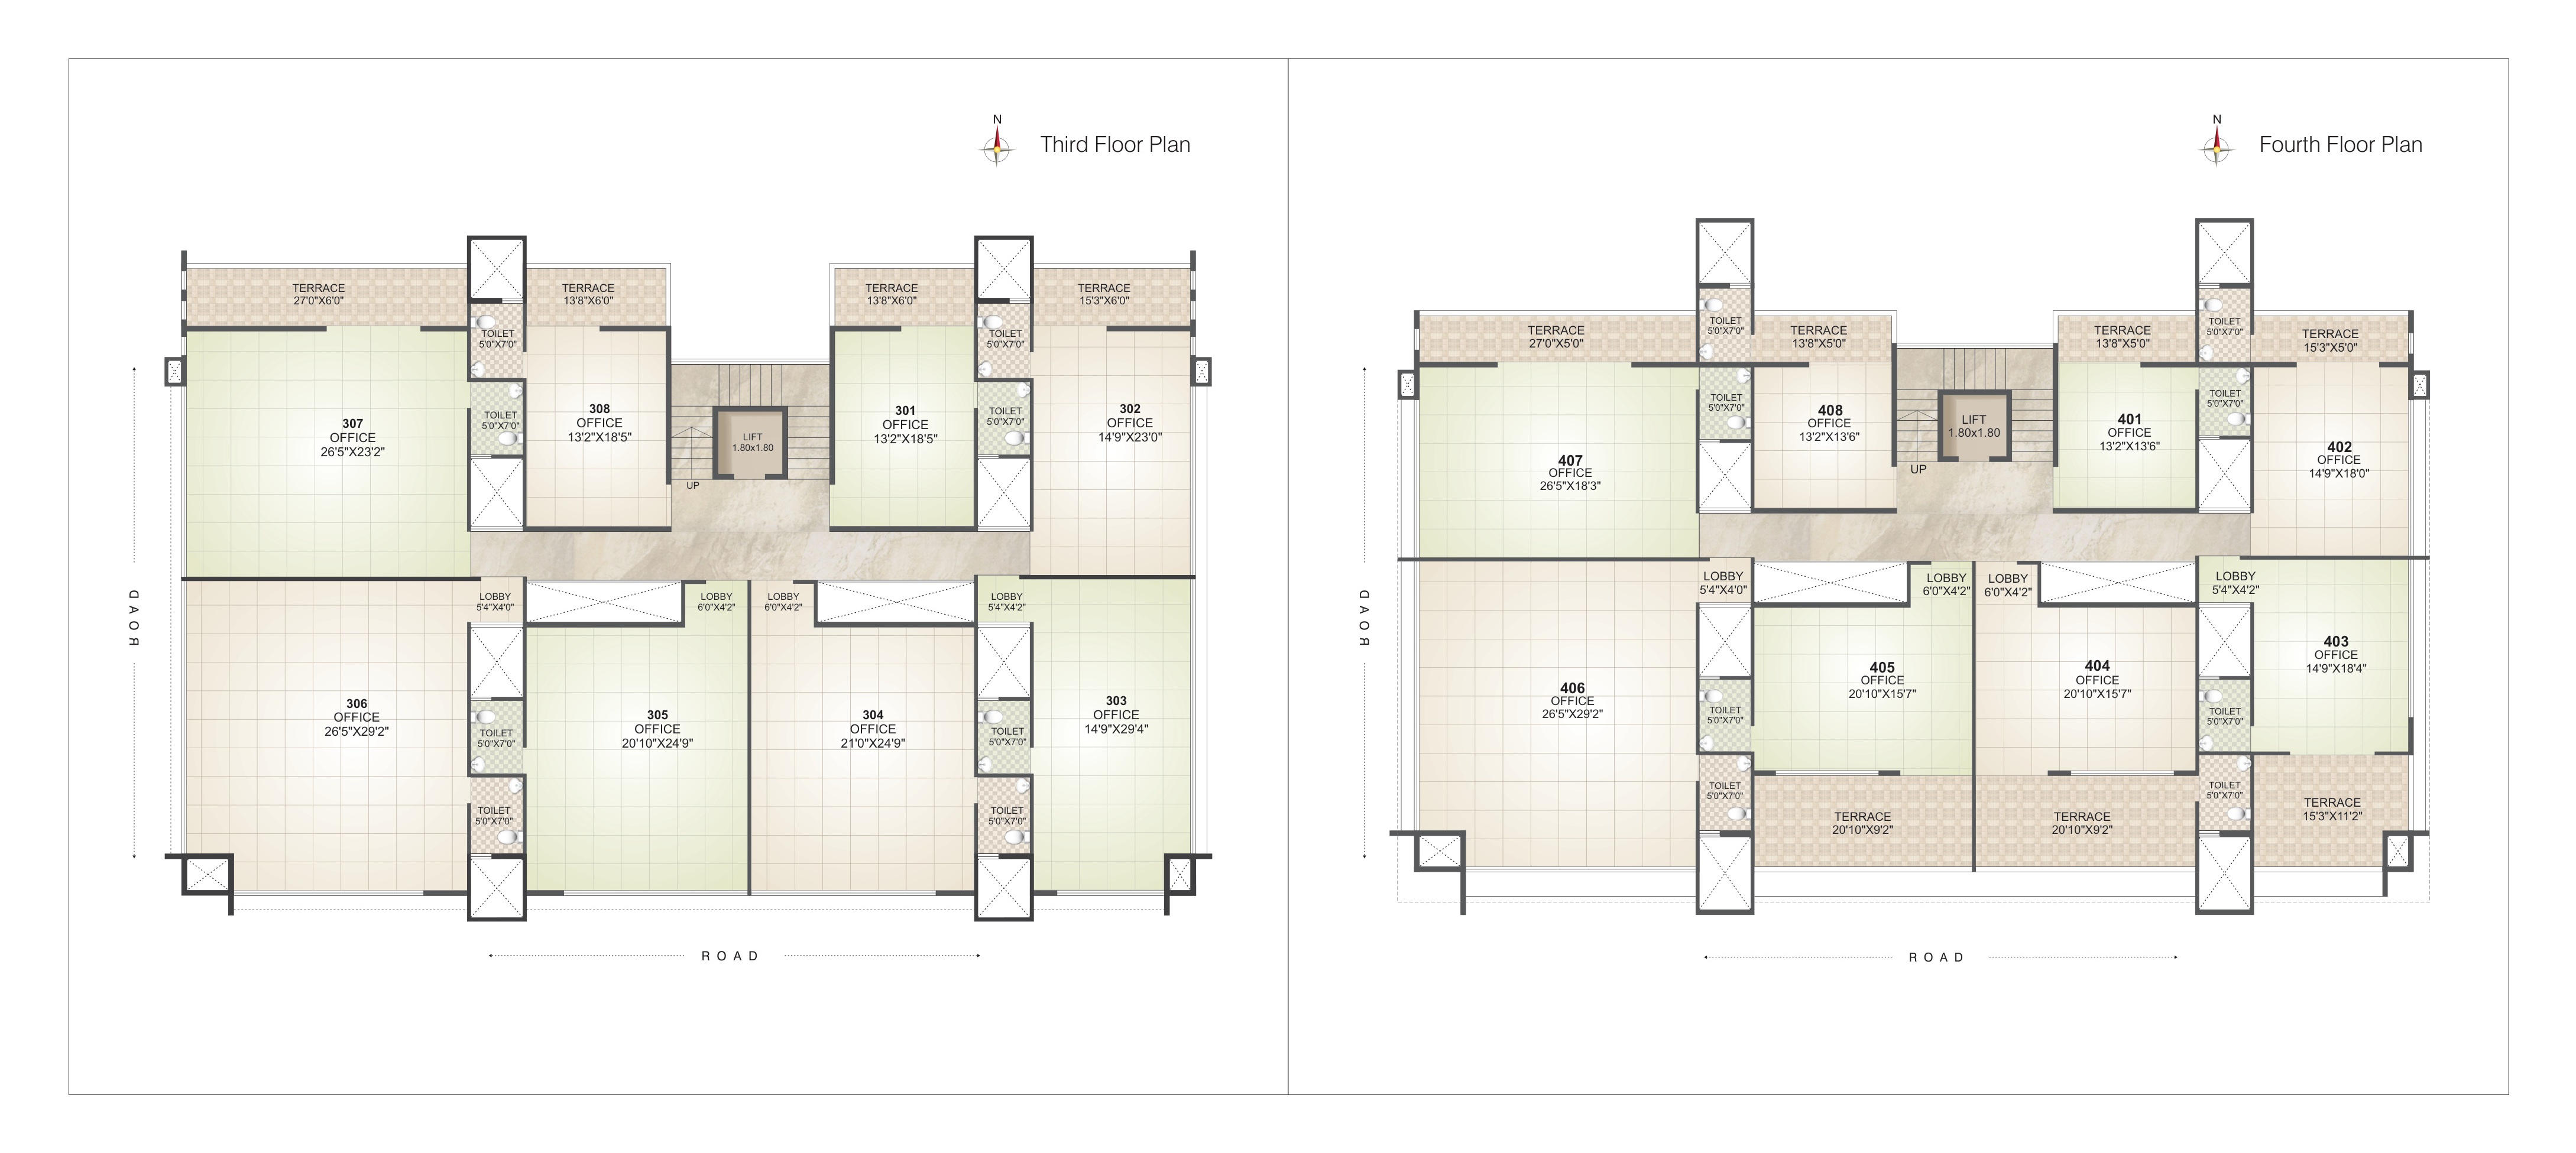 N
Third Floor Plan
TERRACE
27'0"X6'0"
TERRACE
13'8"X6'0"
TERRACE
13'8"X6'0"
TERRACE
15'3"X6'0"
TOILET
5'0"X7'0"
TOILET
5'0"X7'0"
307
OFFICE
26'5"X23'2"
TOILET
5'0"X7'0"
308
OFFICE
13'2"X18'5"
LIFT
1.80x1.80
UP
301
OFFICE
13'2"X18'5"
TOILET
5'0"X7'0"
302
OFFICE
14'9"X23'0"
LOBBY
5'4"X4'0"
LOBBY
6'0"X4'2"
LOBBY
6'0"X4'2"
LOBBY
5'4"X4'2"
ROAD
306
OFFICE
26'5"X29'2"
TOILET
5'0"X7'0"
305
OFFICE
20'10"X24'9"
304
OFFICE
21'0"X24'9"
TOILET
5'0"X7'0"
303
OFFICE
14'9"X29'4"
TOILET
5'0"X7'0"
TOILET
5'0"X7'0"
ROAD
N
Fourth Floor Plan
TERRACE
27'0"X5'0"
TOILET
5'0"X7'0"
TERRACE
13'8"X5'0"
TERRACE
13'8"X5'0"
TOILET
5'0"X7'0"
TERRACE
15'3"X5'0"
407
OFFICE
26'5"X18'3"
TOILET
5'0"X7'0"
408
OFFICE
13'2"X13'6"
LIFT
1.80x1.80
UP
401
OFFICE
13'2"X13'6"
TOILET
5'0"X7'0"
402
OFFICE
14'9"X18'0"
LOBBY
5'4"X4'0"
LOBBY
6'0"X4'2"
LOBBY
6'0"X4'2"
LOBBY
5'4"X4'2"
ROAD
406
OFFICE
26'5"X29'2"
TOILET
5'0"X7'0"
405
OFFICE
20'10"X15'7"
404
OFFICE
20'10"X15'7"
TOILET
5'0"X7'0"
403
OFFICE
14'9"X18'4"
TOILET
5'0"X7'0"
TERRACE
20'10"X9'2"
TERRACE
20'10"X9'2"
TOILET
5'0"X7'0"
TERRACE
15'3"X11'2"
ROAD